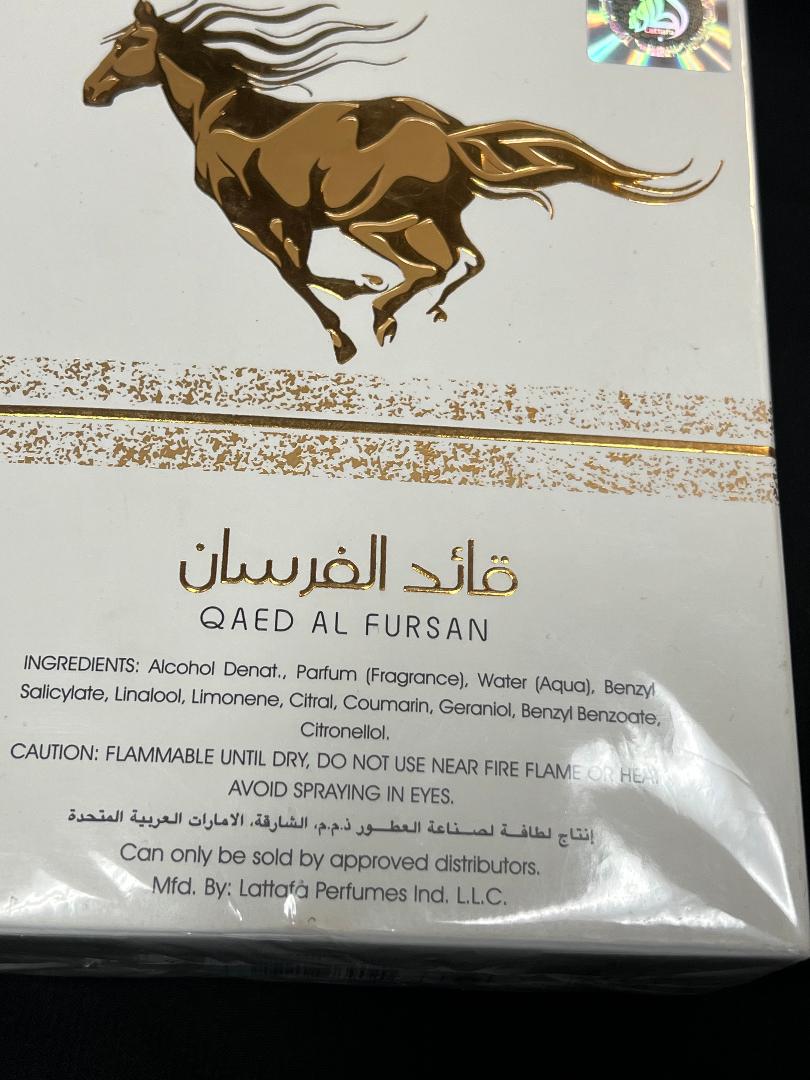 Lattafa
قائد الفرسان
QAED AL FURSAN
INGREDIENTS: Alcohol Denat., Parfum (Fragrance), Water (Aqua), Benzyl
Salicylate, Linalool, Limonene, Citral, Coumarin, Geraniol, Benzyl Benzoate,
Citronellol.
CAUTION: FLAMMABLE UNTIL DRY, DO NOT USE NEAR FIRE FLAME OR HEAT
AVOID SPRAYING IN EYES.
إنتاج لطافة لصناعة العطور ذ.م.م، الشارقة، الامارات العربية المتحدة
Can only be sold by approved distributors.
Mfd. By: Lattafa Perfumes Ind. L.L.C.